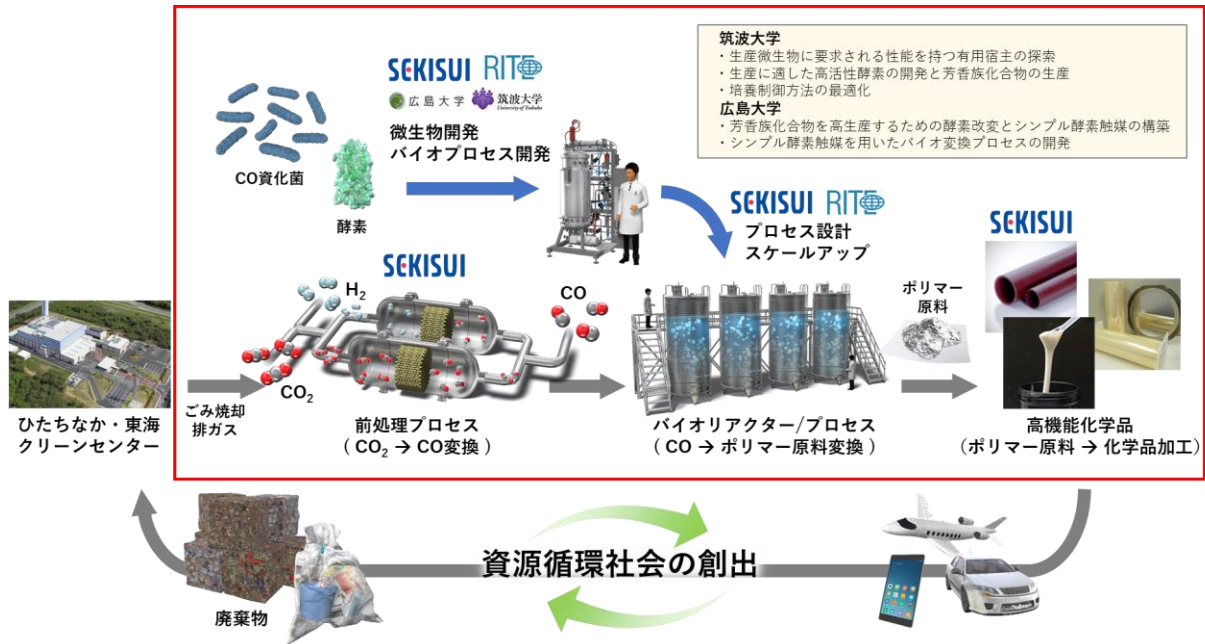 SEKISUI RITE
広島大学 筑波大学
University of Tsukuba
微生物開発
バイオプロセス開発
CO資化菌
酵素
筑波大学
・生産微生物に要求される性能を持つ有用宿主の探索
・生産に適した高活性酵素の開発と芳香族化合物の生産
・培養制御方法の最適化
広島大学
・芳香族化合物を高生産するための酵素改変とシンプル酵素触媒の構築
・シンプル酵素触媒を用いたバイオ変換プロセスの開発
SEKISUI RITE
プロセス設計
スケールアップ
SEKISUI
SEKISUI
H2
CO2
CO
ポリマー
原料
ひたちなか・東海
クリーンセンター
ごみ焼却
排ガス
前処理プロセス
( CO2 → CO変換 )
バイオリアクター/プロセス
( CO → ポリマー原料変換 )
高機能化学品
(ポリマー原料 → 化学品加工)
資源循環社会の創出
廃棄物